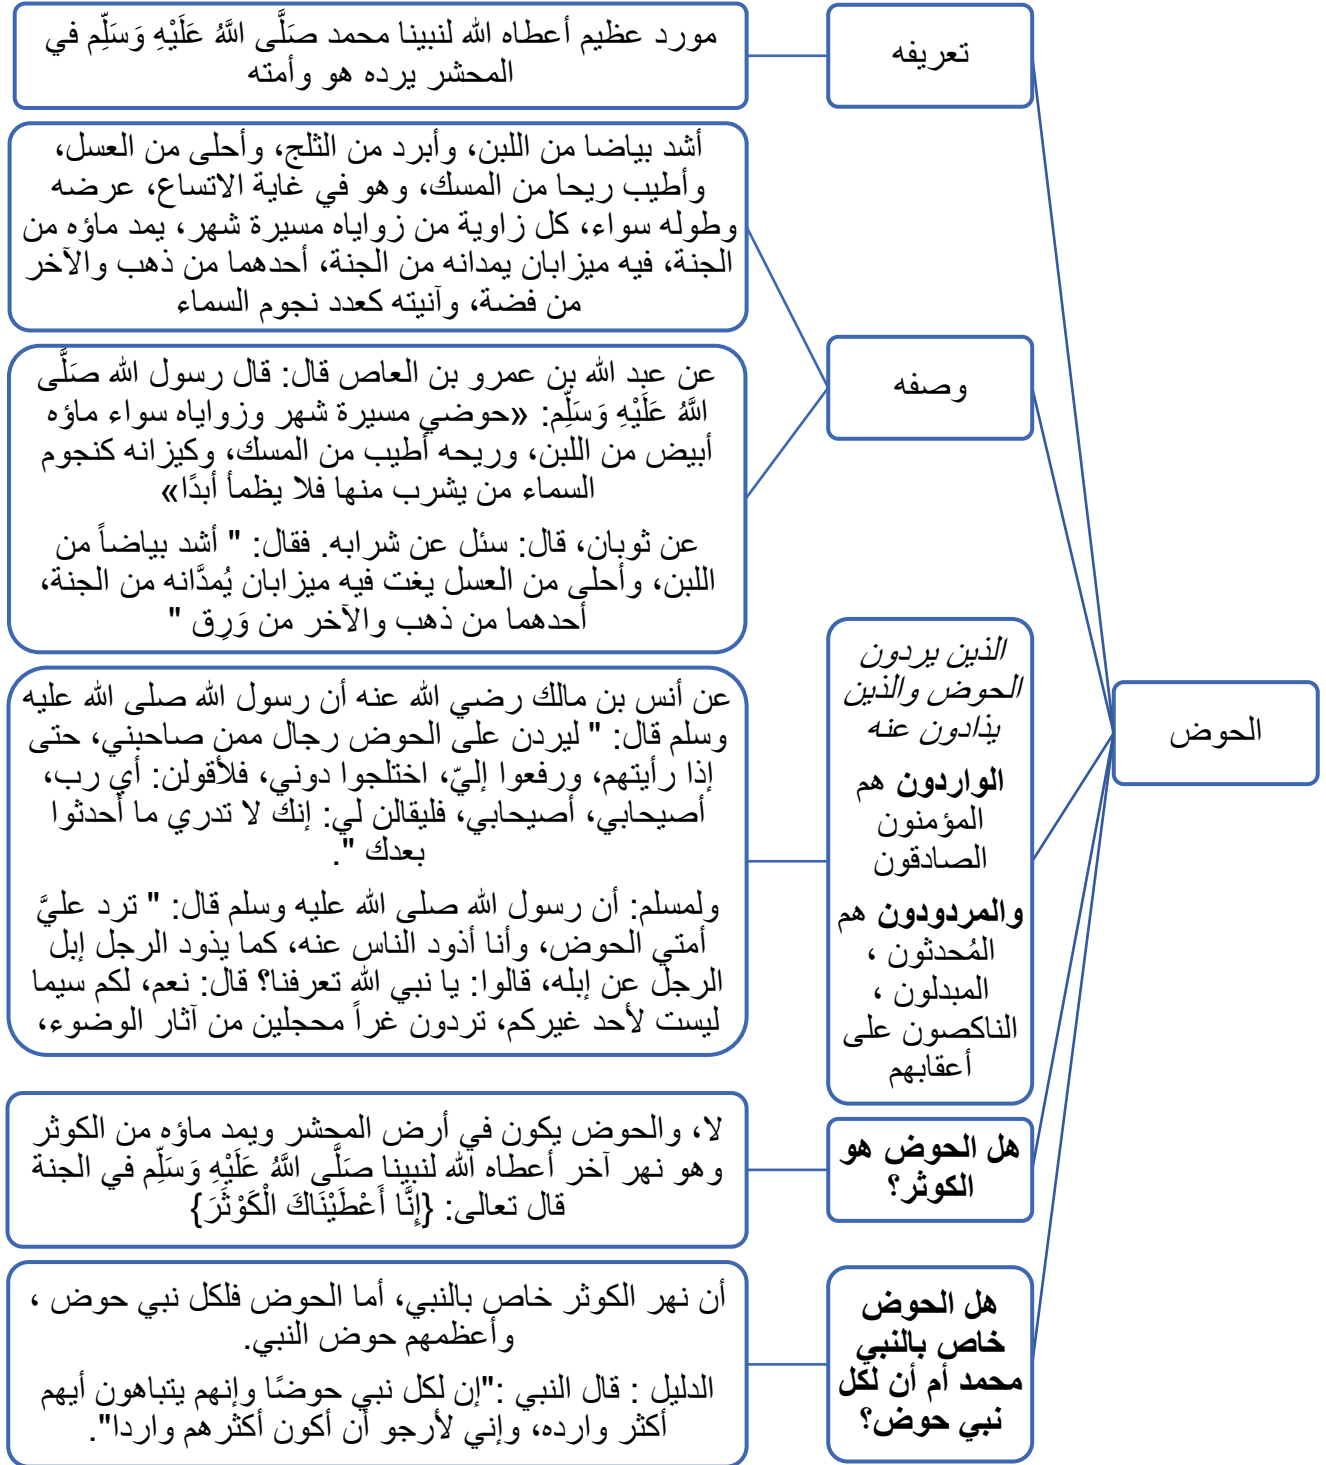 الحوض
تعريفه
مورد عظيم أعطاه الله لنبينا محمد صَلَّى اللَّهُ عَلَيْهِ وَسَلِّم في
المحشر يرده هو وأمته
وصفه
أشد بياضا من اللبن، وأبرد من الثلج، وأحلى من العسل،
وأطيب ريحا من المسك، وهو في غاية الاتساع، عرضه
وطوله سواء، كل زاوية من زواياه مسيرة شهر، يمد ماؤه من
الجنة، فيه ميزابان يمدانه من الجنة، أحدهما من ذهب والآخر
من فضة، وآنيته كعدد نجوم السماء
عن عبد الله بن عمرو بن العاص قال: قال رسول الله صَلَّى
اللَّهُ عَلَيْهِ وَسَلِّم: «حوضي مسيرة شهر وزواياه سواء ماؤه
أبيض من اللبن، وريحه أطيب من المسك، وكيزانه كنجوم
السماء من يشرب منها فلا يظمأ أبدًا»
عن ثوبان، قال: سئل عن شرابه. فقال: " أشد بياضاً من
اللبن، وأحلى من العسل يغت فيه ميزابان يُمدَّانه من الجنة،
أحدهما من ذهب والآخر من وَرِق "
الذين يردون
الحوض والذين
يذادون عنه
الواردون هم
المؤمنون
الصادقون
والمردودون هم
المُحدثون ،
المبدلون ،
الناكصون على
أعقابهم
عن أنس بن مالك رضي الله عنه أن رسول الله صلى الله عليه
وسلم قال: " ليردن على الحوض رجال ممن صاحبني، حتى
إذا رأيتهم، ورفعوا إليّ، اختلجوا دوني، فلأقولن: أي رب،
أصيحابي، أصيحابي، فليقالن لي: إنك لا تدري ما أحدثوا
بعدك ".
ولمسلم: أن رسول الله صلى الله عليه وسلم قال: " ترد عليَّ
أمتي الحوض، وأنا أذود الناس عنه، كما يذود الرجل إبل
الرجل عن إبله، قالوا: يا نبي الله تعرفنا؟ قال: نعم، لكم سيما
ليست لأحد غيركم، تردون غراً محجلين من آثار الوضوء،
هل الحوض هو
الكوثر؟
لا، والحوض يكون في أرض المحشر ويمد ماؤه من الكوثر
وهو نهر آخر أعطاه الله لنبينا صَلَّى اللَّهُ عَلَيْهِ وَسَلِّم في الجنة
قال تعالى: {إِنَّا أَعْطَيْنَاكَ الْكَوْثَرَ}
هل الحوض
خاص بالنبي
محمد أم أن لكل
نبي حوض؟
أن نهر الكوثر خاص بالنبي، أما الحوض فلكل نبي حوض ،
وأعظمهم حوض النبي.
الدليل : قال النبي :"إن لكل نبي حوضًا وإنهم يتباهون أيهم
أكثر وارده، وإني لأرجو أن أكون أكثرهم واردا".